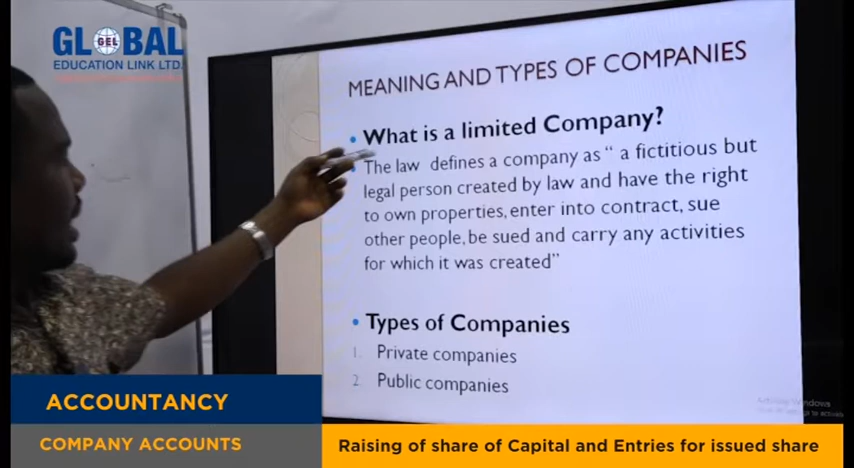 GLOBAL
GEL
EDUCATION LINK LTD.
MEANING AND TYPES OF COMPANIES
• What is a limited Company?
• The law defines a company as “ a fictitious but
legal person created by law and have the right
to own properties, enter into contract, sue
other people, be sued and carry any activities
for which it was created”
• Types of Companies
1. Private companies
2. Public companies
ACCOUNTANCY
COMPANY ACCOUNTS
Raising of share of Capital and Entries for issued share